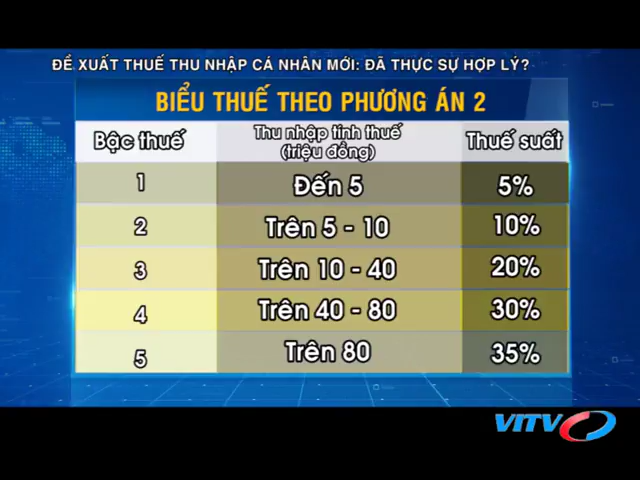 ĐỀ XUẤT THUẾ THU NHẬP CÁ NHÂN MỚI: ĐÃ THỰC SỰ HỢP LÝ?
BIỂU THUẾ THEO PHƯƠNG ÁN 2
Bậc thuế Thu nhập tính thuế (triệu đồng) Thuế suất
1 Đến 5 5%
2 Trên 5 - 10 10%
3 Trên 10 - 40 20%
4 Trên 40 - 80 30%
5 Trên 80 35%
VITV